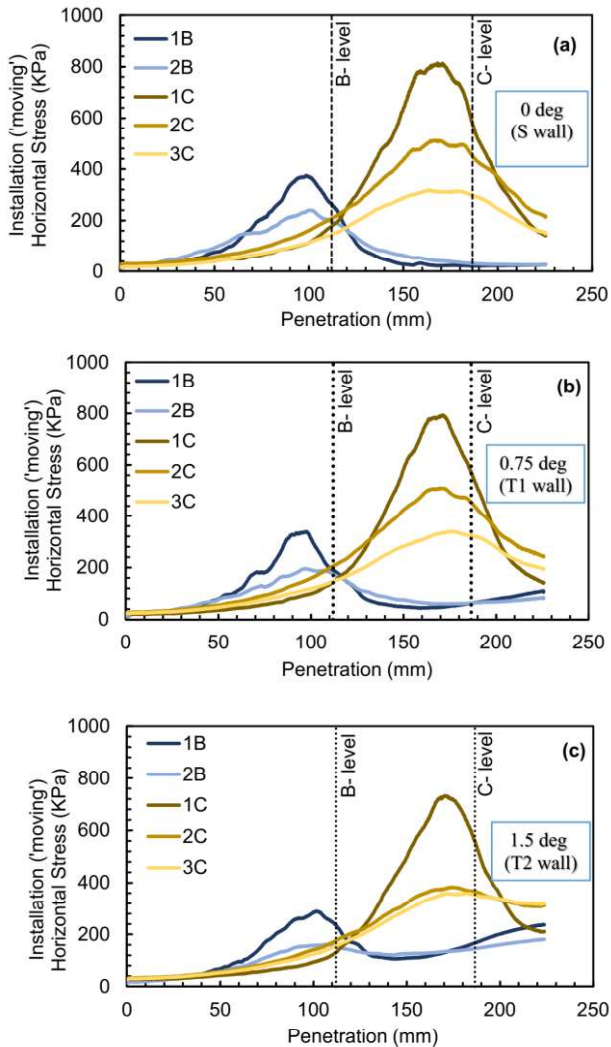 1000
800
600
400
200
0
Installation ('moving')
Horizontal Stress (KPa)
1B
2B
1C
2C
3C
B- level
C- level
(a)
0 deg
(S wall)
0 50 100 150 200 250
Penetration (mm)
1000
800
600
400
200
0
Installation ('moving')
Horizontal Stress (KPa)
1B
2B
1C
2C
3C
B- level
C- level
(b)
0.75 deg
(T1 wall)
0 50 100 150 200 250
Penetration (mm)
1000
800
600
400
200
0
Installation ('moving')
Horizontal Stress (KPa)
1B
2B
1C
2C
3C
B- level
C- level
(c)
1.5 deg
(T2 wall)
0 50 100 150 200 250
Penetration (mm)